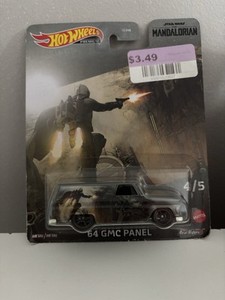 Hot Wheels
STAR WARS
THE
MANDALORIAN
$3.49
4/5
'64 GMC PANEL